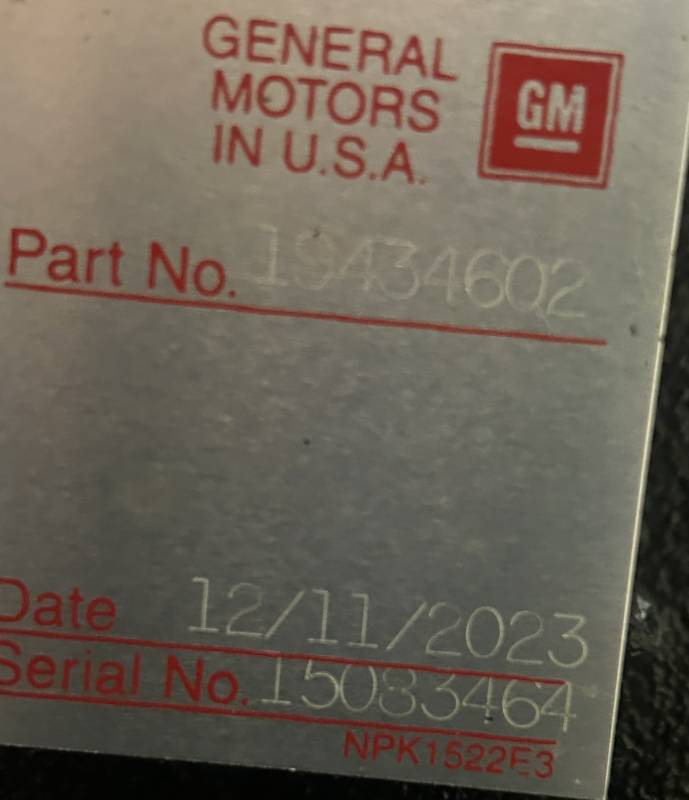 GENERAL
MOTORS
IN U.S.A.
GM
Part No. 19434602
Date 12/11/2023
Serial No. 15083464
NPK1522E3